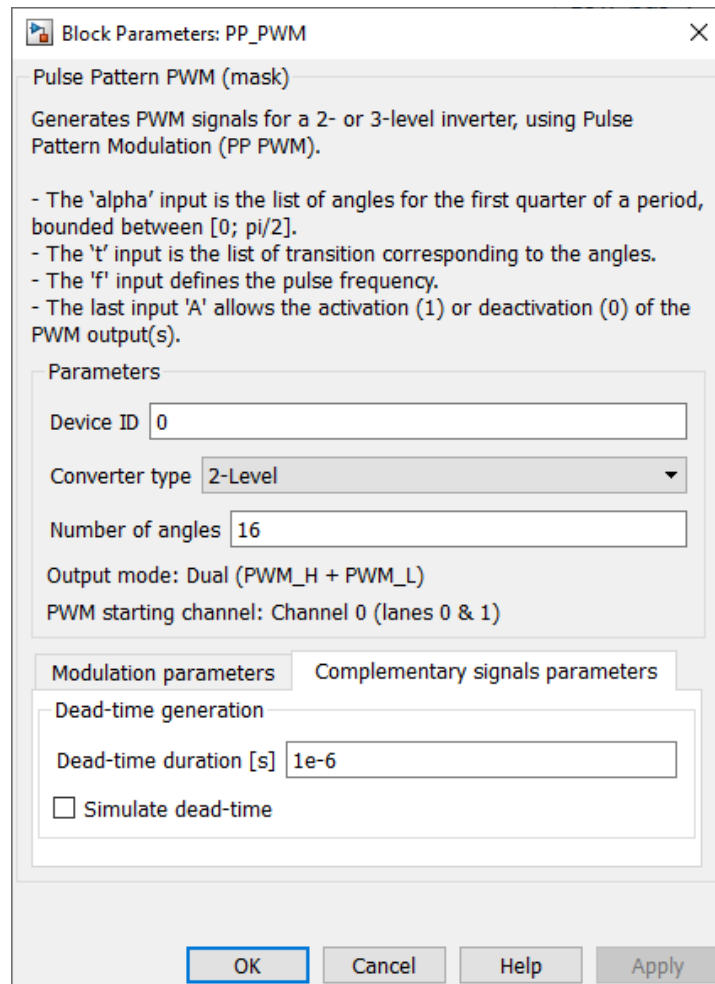 Block Parameters: PP_PWM
Pulse Pattern PWM (mask)
Generates PWM signals for a 2- or 3-level inverter, using Pulse
Pattern Modulation (PP PWM).
- The ‘alpha’ input is the list of angles for the first quarter of a period,
bounded between [0; pi/2].
- The ‘t’ input is the list of transition corresponding to the angles.
- The 'f' input defines the pulse frequency.
- The last input 'A' allows the activation (1) or deactivation (0) of the
PWM output(s).
Parameters
Device ID 0
Converter type 2-Level
Number of angles 16
Output mode: Dual (PWM_H + PWM_L)
PWM starting channel: Channel 0 (lanes 0 & 1)
Modulation parameters Complementary signals parameters
Dead-time generation
Dead-time duration [s] 1e-6
Simulate dead-time
OK Cancel Help Apply